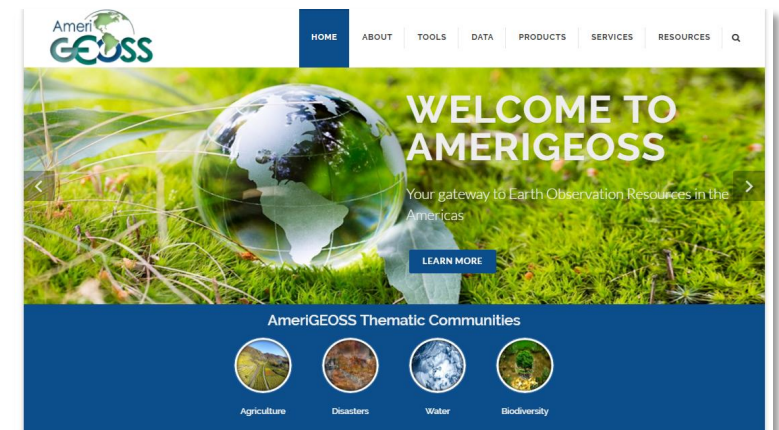 Ameri
GEOSS
HOME ABOUT TOOLS DATA PRODUCTS SERVICES RESOURCES
WELCOME TO
AMERIGEOSS
Your gateway to Earth Observation Resources in the
Americas
LEARN MORE
AmeriGEOSS Thematic Communities
Agriculture Disasters Water Biodiversity